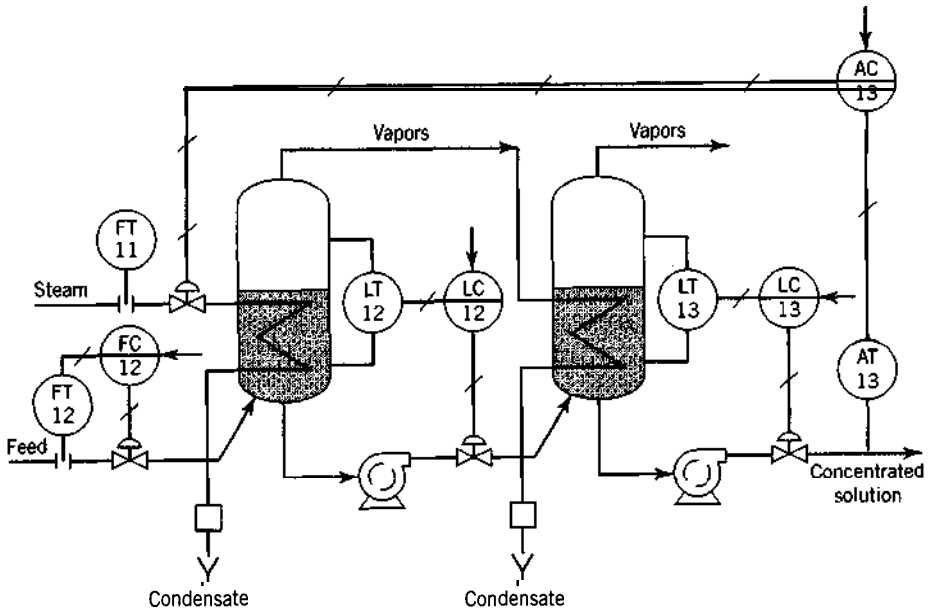 AC
13
Vapors
Vapors
FT
11
Steam
LT
12
LC
12
LT
13
LC
13
FC
12
FT
12
AT
13
Feed
Concentrated
solution
Condensate
Condensate